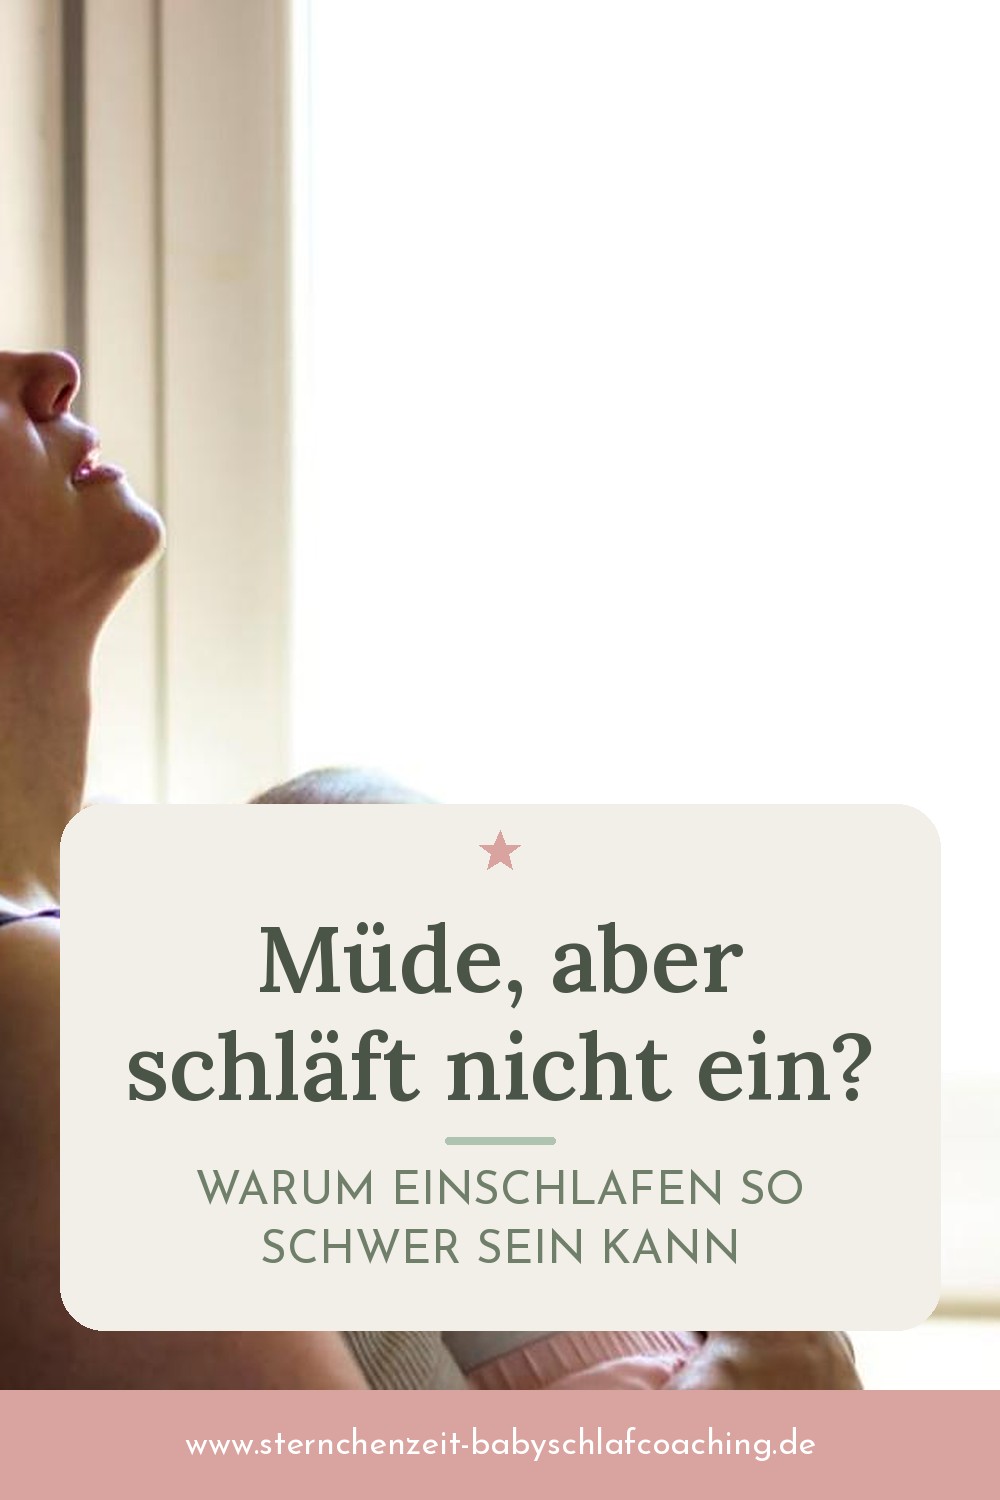 Müde, aber
schläft nicht ein?
WARUM EINSCHLAFEN SO
SCHWER SEIN KANN
www.sternchenzeit-babyschlafcoaching.de